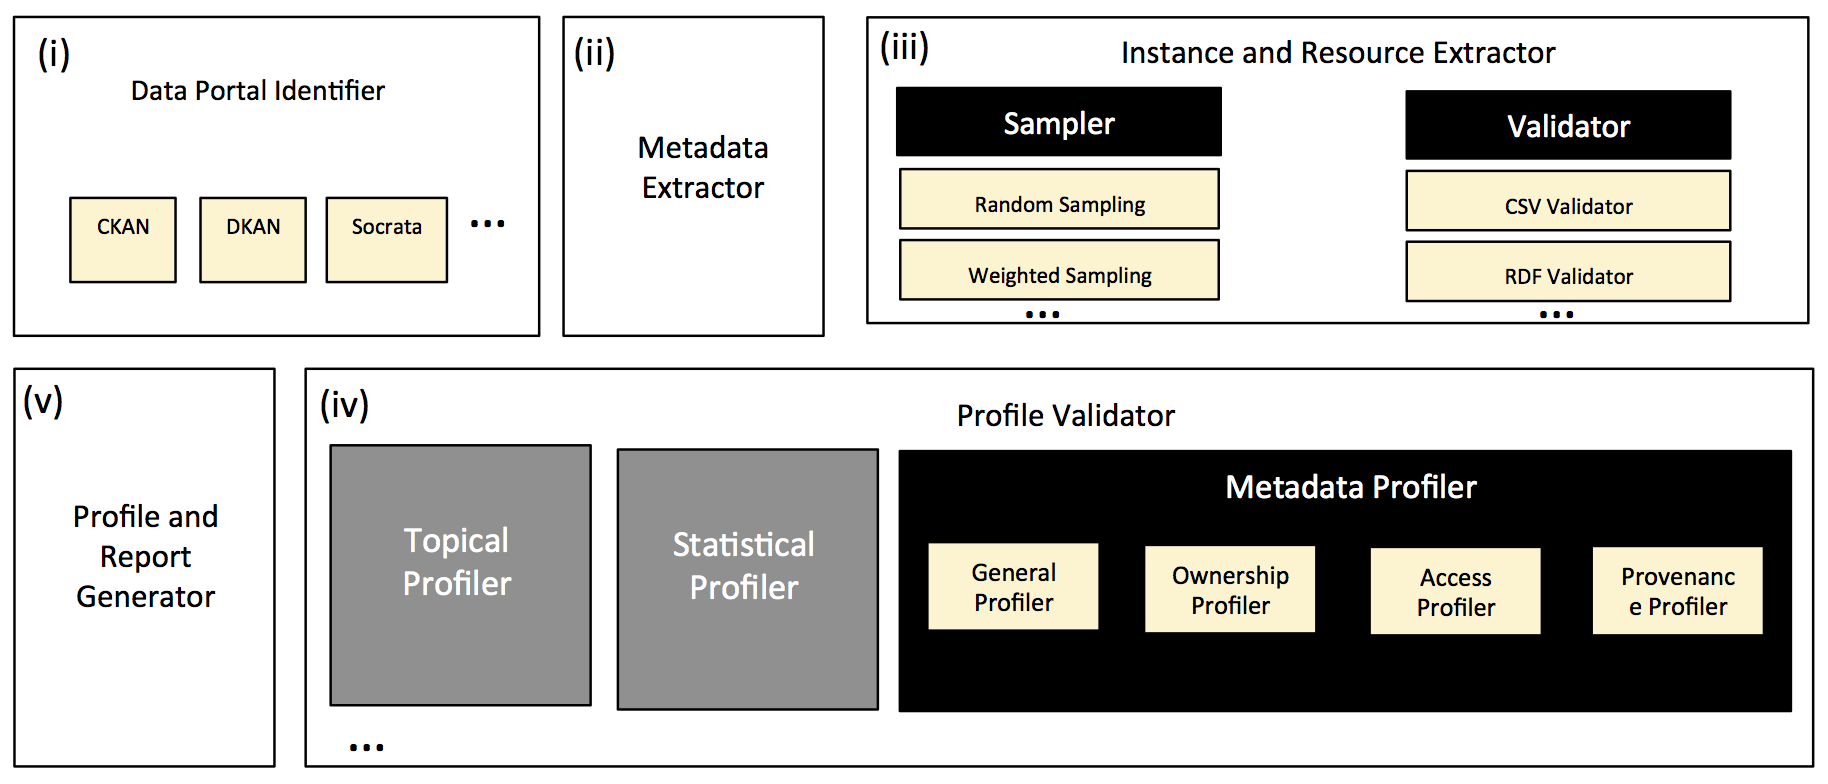 (i)
Data Portal Identifier
CKAN
DKAN
Socrata
...
(ii)
Metadata
Extractor
(iii)
Instance and Resource Extractor
Sampler
Random Sampling
Weighted Sampling
...
Validator
CSV Validator
RDF Validator
...
(v)
Profile and
Report
Generator
(iv)
Profile Validator
Topical
Profiler
...
Statistical
Profiler
Metadata Profiler
General
Profiler
Ownership
Profiler
Access
Profiler
Provenanc
e Profiler